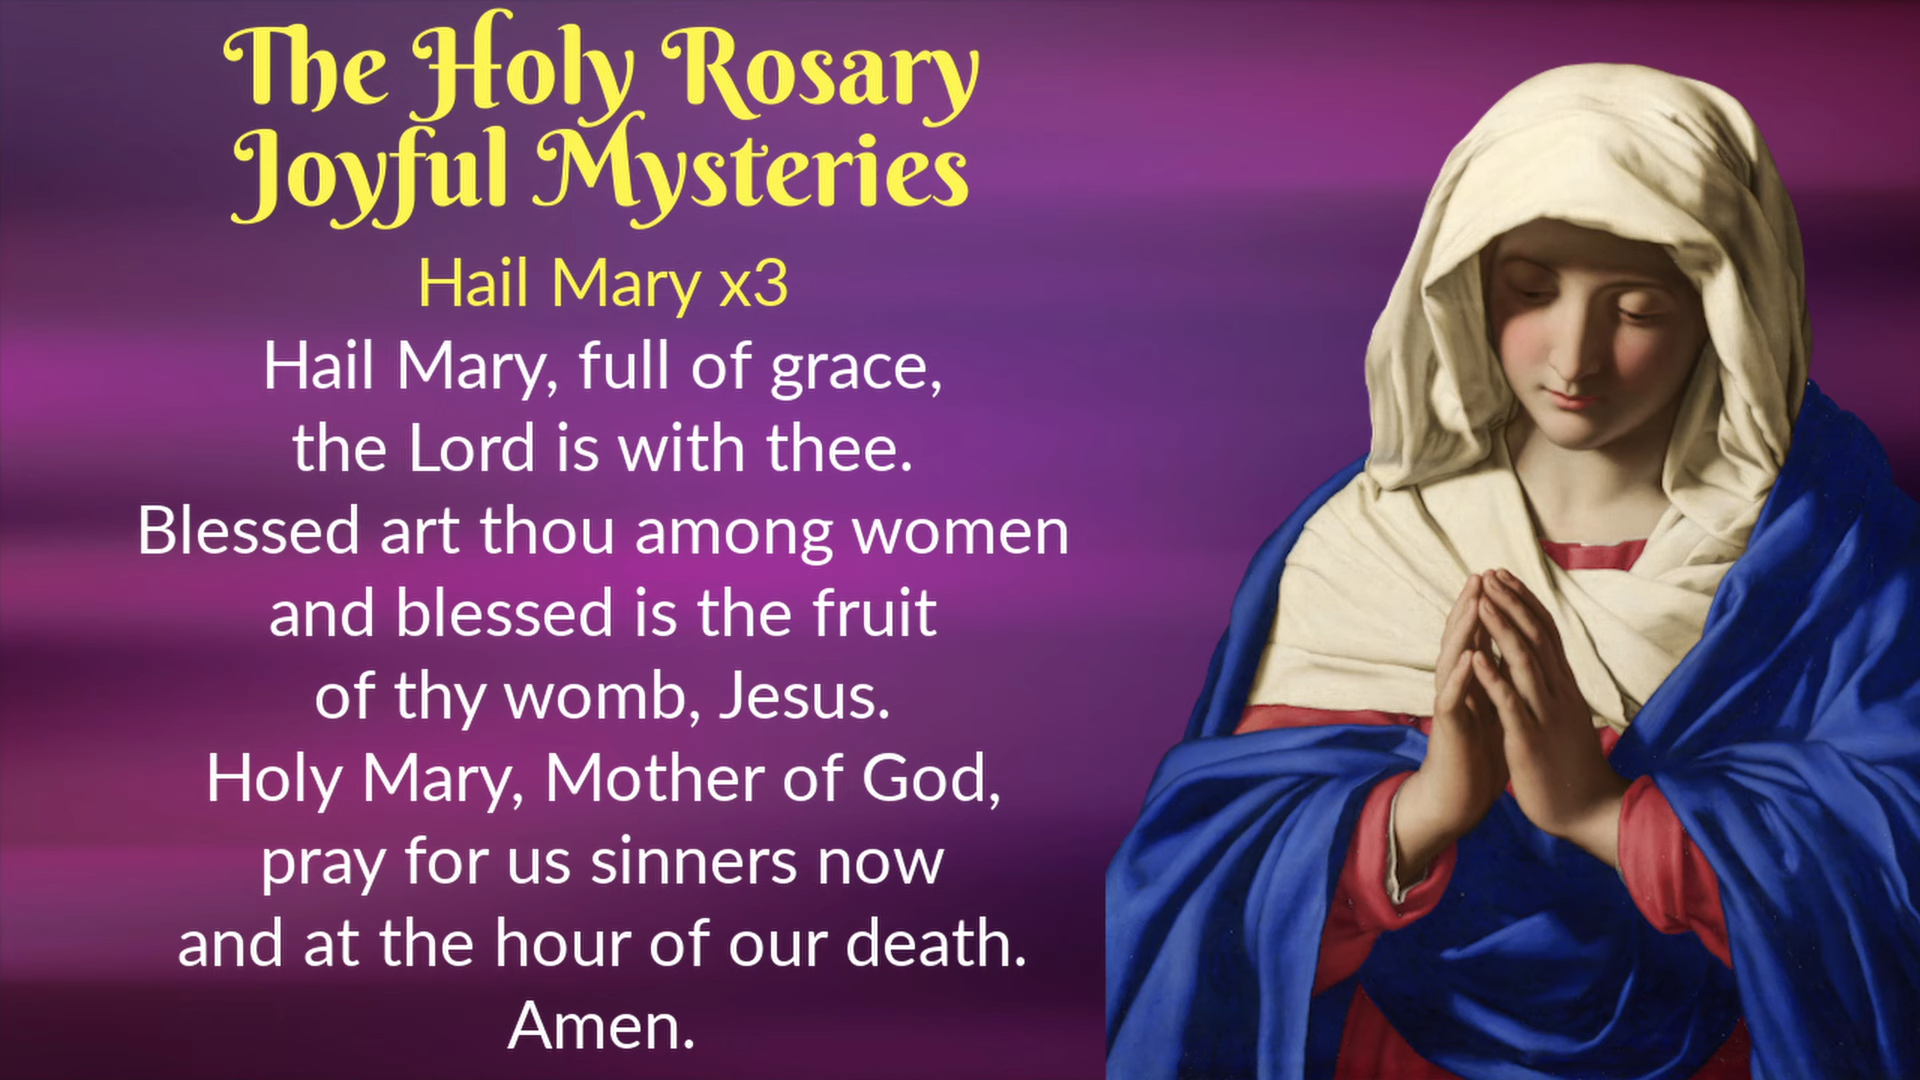 The Holy Rosary
Joyful Mysteries
Hail Mary x3
Hail Mary, full of grace,
the Lord is with thee.
Blessed art thou among women
and blessed is the fruit
of thy womb, Jesus.
Holy Mary, Mother of God,
pray for us sinners now
and at the hour of our death.
Amen.